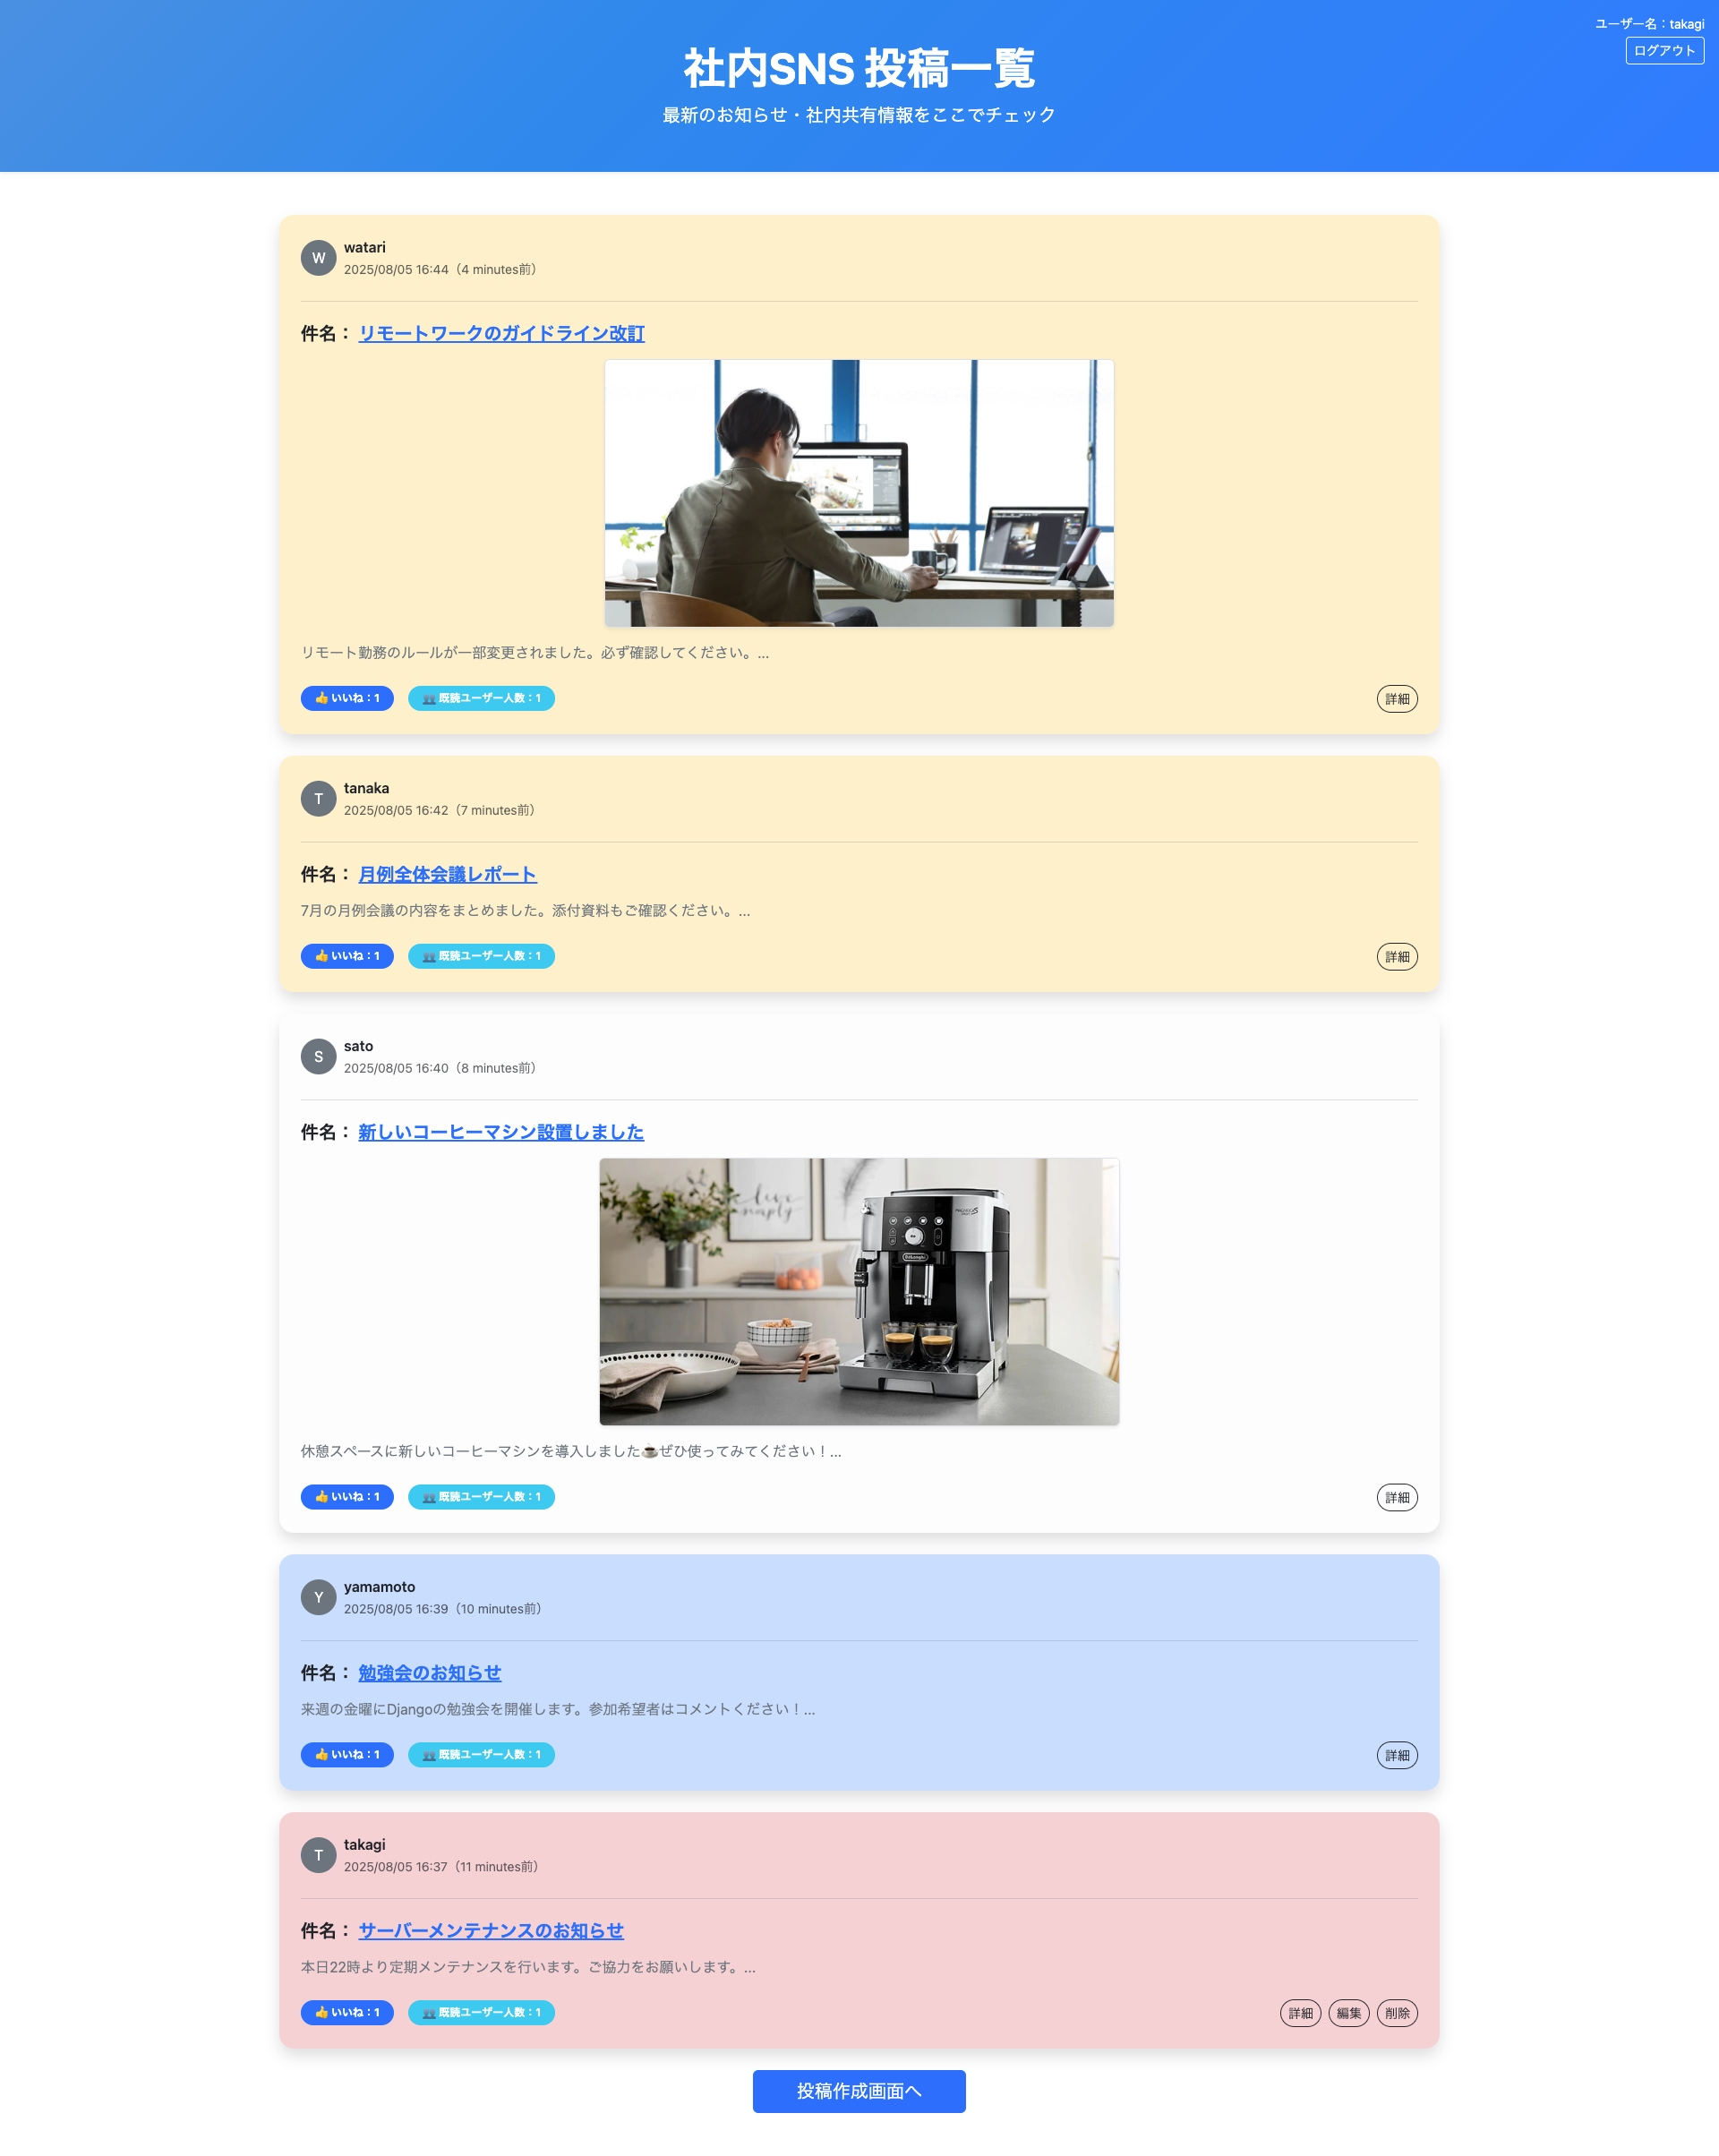 ユーザー名：takagi
ログアウト
社内SNS 投稿一覧
最新のお知らせ・社内共有情報をここでチェック
W
watari
2025/08/05 16:44（4 minutes前）
件名： リモートワークのガイドライン改訂
リモート勤務のルールが一部変更されました。必ず確認してください。...
👍 いいね：1 👥 既読ユーザー人数：1 詳細
T
tanaka
2025/08/05 16:42（7 minutes前）
件名： 月例全体会議レポート
7月の月例会議の内容をまとめました。添付資料もご確認ください。...
👍 いいね：1 👥 既読ユーザー人数：1 詳細
S
sato
2025/08/05 16:40（8 minutes前）
件名： 新しいコーヒーマシン設置しました
live
simply
DeLonghi
休憩スペースに新しいコーヒーマシンを導入しました☕ぜひ使ってみてください！...
👍 いいね：1 👥 既読ユーザー人数：1 詳細
Y
yamamoto
2025/08/05 16:39（10 minutes前）
件名： 勉強会のお知らせ
来週の金曜にDjangoの勉強会を開催します。参加希望者はコメントください！...
👍 いいね：1 👥 既読ユーザー人数：1 詳細
T
takagi
2025/08/05 16:37（11 minutes前）
件名： サーバーメンテナンスのお知らせ
本日22時より定期メンテナンスを行います。ご協力をお願いします。...
👍 いいね：1 👥 既読ユーザー人数：1 詳細 編集 削除
投稿作成画面へ